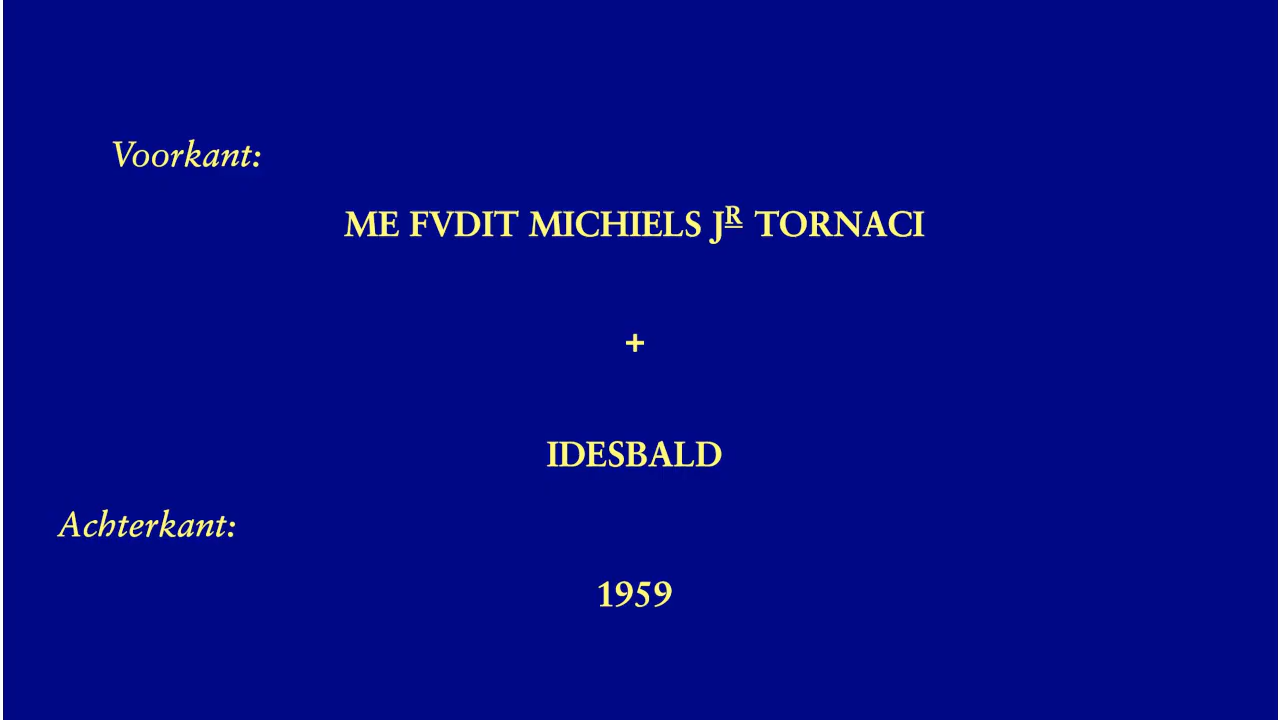 Voorkant:
ME FVDIT MICHIELS Jᴿ TORNACI
+
IDESBALD
Achterkant:
1959